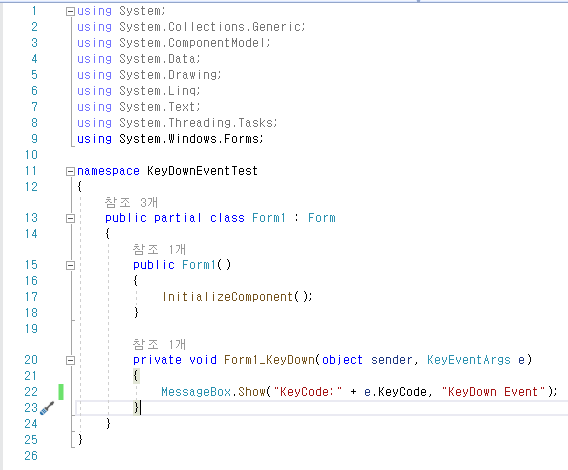 1 using System;
2 using System.Collections.Generic;
3 using System.ComponentModel;
4 using System.Data;
5 using System.Drawing;
6 using System.Linq;
7 using System.Text;
8 using System.Threading.Tasks;
9 using System.Windows.Forms;
10
11 namespace KeyDownEventTest
12 {
참조 3개
13 public partial class Form1 : Form
14 {
참조 1개
15 public Form1()
16 {
17 InitializeComponent();
18 }
19
참조 1개
20 private void Form1_KeyDown(object sender, KeyEventArgs e)
21 {
22 MessageBox.Show("KeyCode:" + e.KeyCode, "KeyDown Event");
23 }
24 }
25 }
26